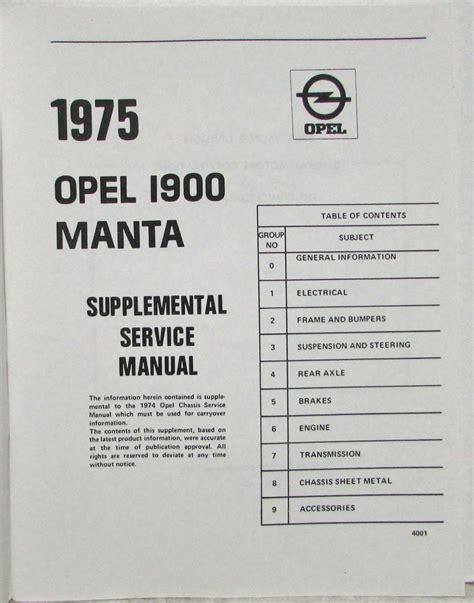 1975
OPEL 1900
MANTA
SUPPLEMENTAL
SERVICE
MANUAL
The information herein contained is supple-
mental to the 1974 Opel Chassis Service
Manual which must be used for carryover
information.
The contents of this supplement, based on
the latest product information, were accurate
at the time of publication approval. All
rights are reserved to deviate at any time
without notice.
OPEL
TABLE OF CONTENTS
GROUP NO SUBJECT
0 GENERAL INFORMATION
1 ELECTRICAL
2 FRAME AND BUMPERS
3 SUSPENSION AND STEERING
4 REAR AXLE
5 BRAKES
6 ENGINE
7 TRANSMISSION
8 CHASSIS SHEET METAL
9 ACCESSORIES
4001